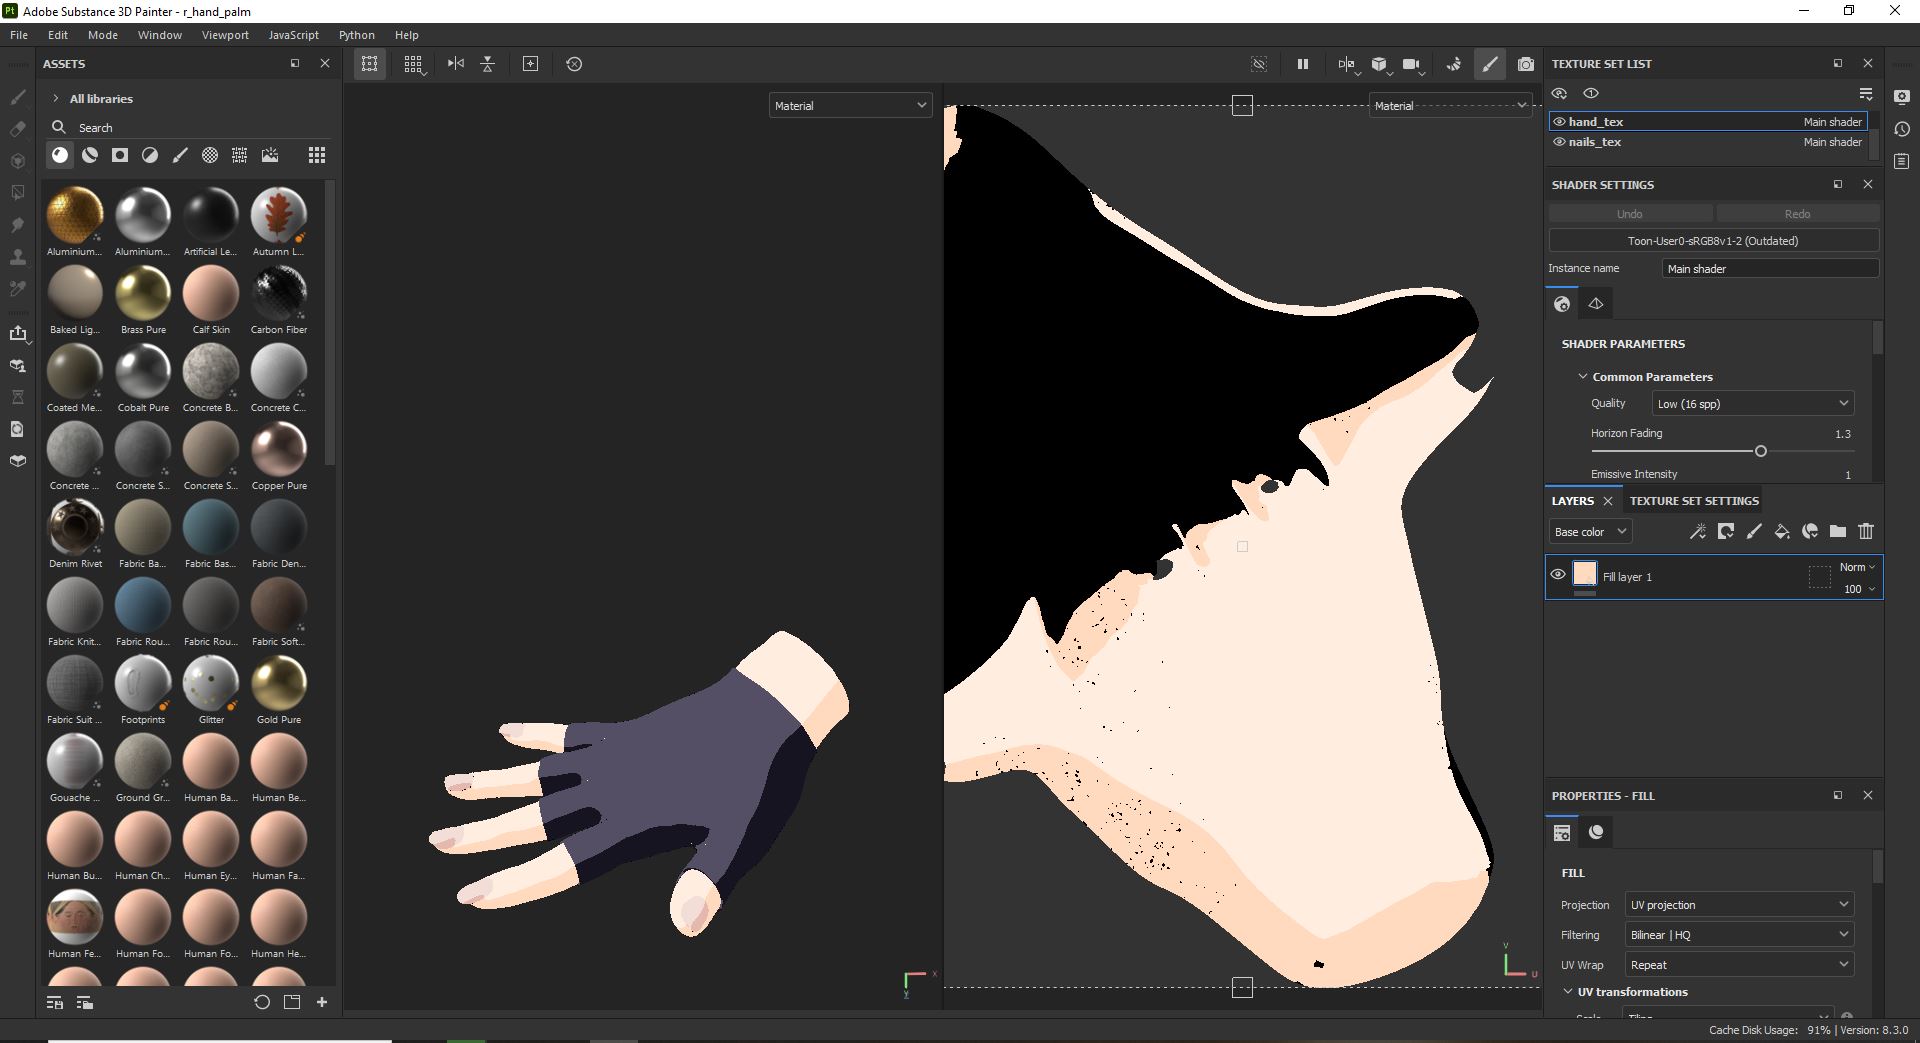 Pt Adobe Substance 3D Painter - r_hand_palm
File Edit Mode Window Viewport JavaScript Python Help
ASSETS
All libraries
Search
Aluminium... Aluminium... Artificial Le... Autumn L...
Baked Lig... Brass Pure Calf Skin Carbon Fiber
Coated Me... Cobalt Pure Concrete B... Concrete C...
Concrete ... Concrete S... Concrete S... Copper Pure
Denim Rivet Fabric Ba... Fabric Bas... Fabric Den...
Fabric Knit... Fabric Rou... Fabric Rou... Fabric Soft...
Fabric Suit ... Footprints Glitter Gold Pure
Gouache ... Ground Gr... Human Ba... Human Be...
Human Bu... Human Ch... Human Ey... Human Fa...
Human Fe... Human Fo... Human Fo... Human He...
Material
X
Y
Material
V
U
TEXTURE SET LIST
hand_tex Main shader
nails_tex Main shader
SHADER SETTINGS
Undo Redo
Toon-User0-sRGB8v1-2 (Outdated)
Instance name Main shader
SHADER PARAMETERS
Common Parameters
Quality Low (16 spp)
Horizon Fading 1.3
Emissive Intensity 1
LAYERS TEXTURE SET SETTINGS
Base color
Fill layer 1 Norm
100
PROPERTIES - FILL
FILL
Projection UV projection
Filtering Bilinear | HQ
UV Wrap Repeat
UV transformations
Scale Tiling
Cache Disk Usage: 91% | Version: 8.3.0